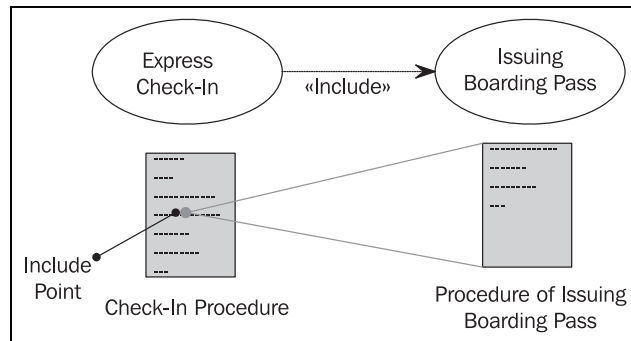 Express
Check-In
«Include»
Issuing
Boarding Pass
Include
Point
Check-In Procedure
Procedure of Issuing
Boarding Pass